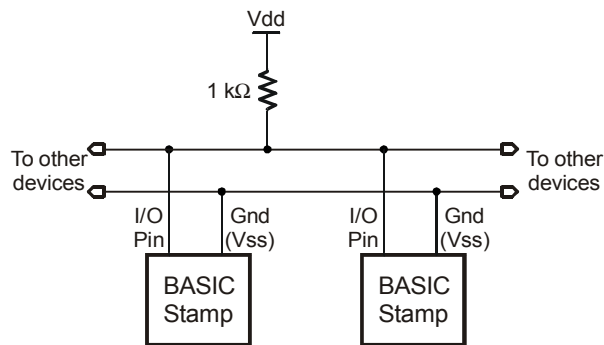 Vdd
1 kΩ
To other
devices
To other
devices
I/O
Pin
Gnd
(Vss)
I/O
Pin
Gnd
(Vss)
BASIC
Stamp
BASIC
Stamp